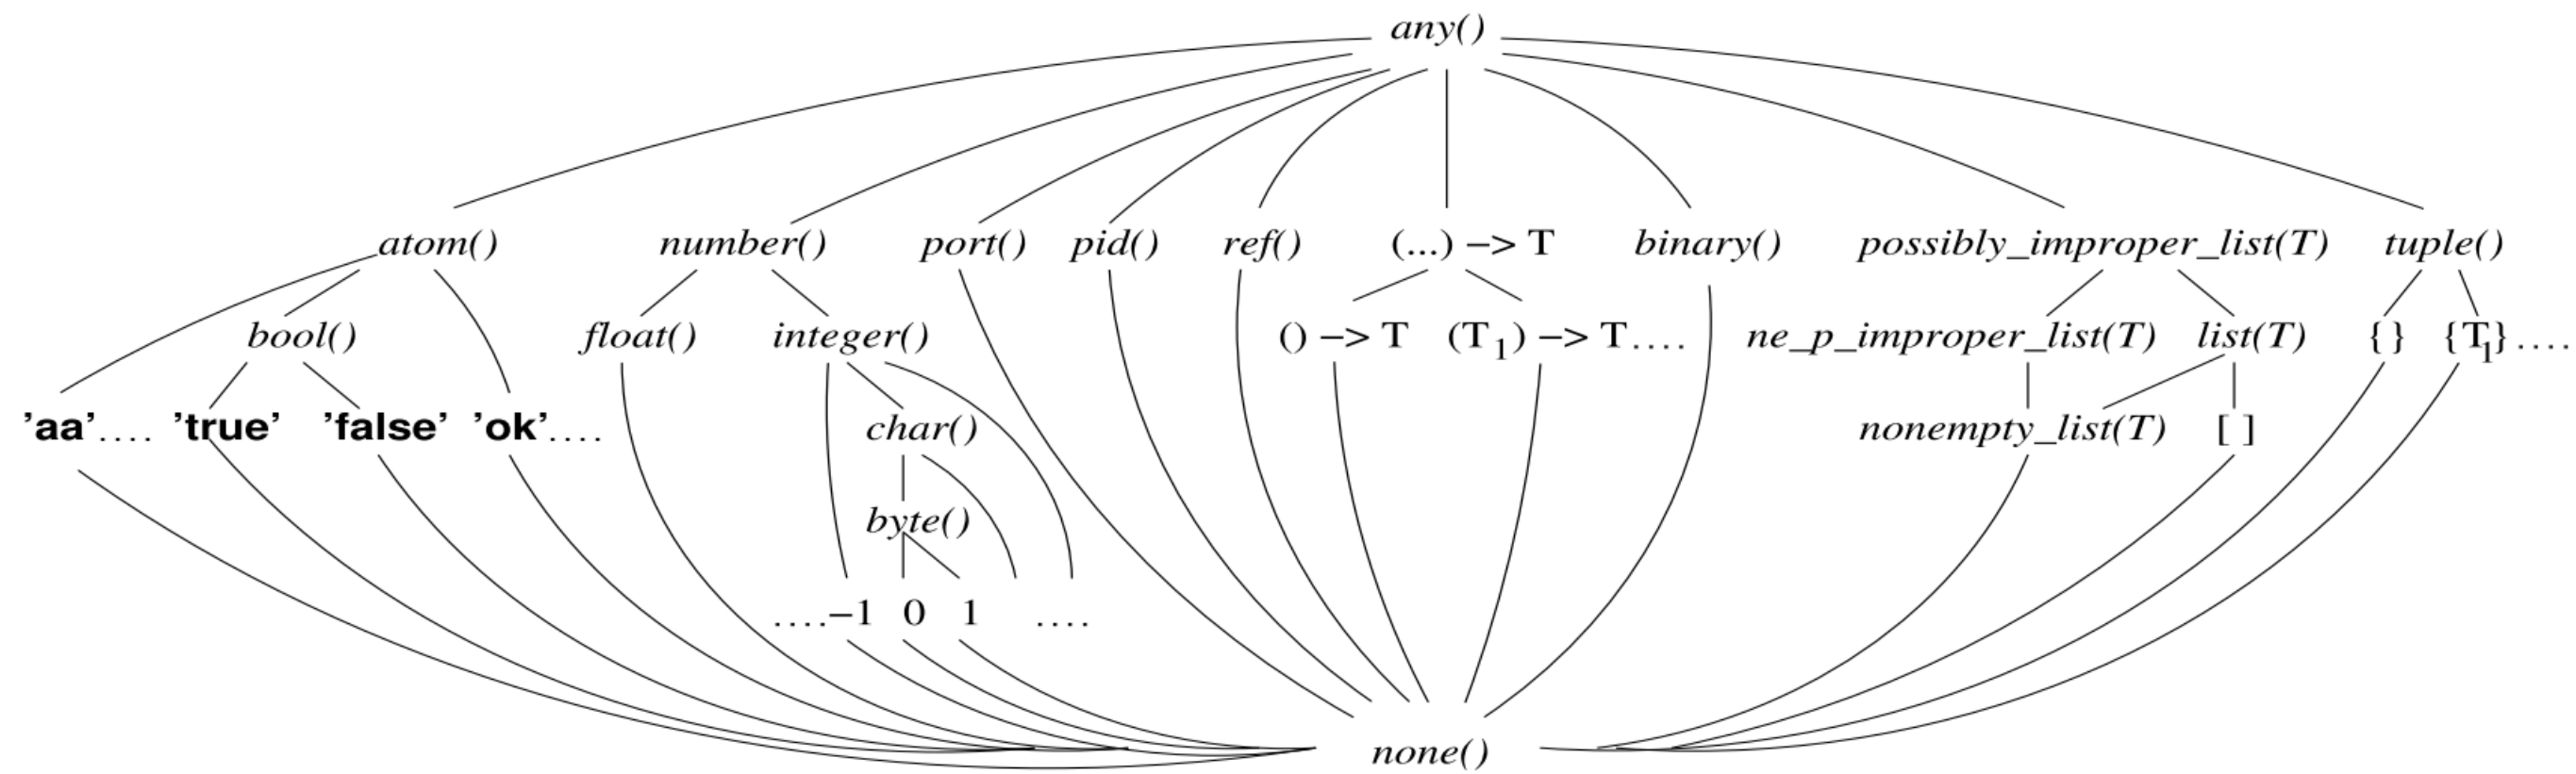 any()
atom() number() port() pid() ref() (...) –> T binary() possibly_improper_list(T) tuple()
bool() float() integer() () –> T (T1) –> T.... ne_p_improper_list(T) list(T) {} {T1}....
’aa’.... ’true’ ’false’ ’ok’.... char() nonempty_list(T) [ ]
byte()
....–1 0 1 ....
none()